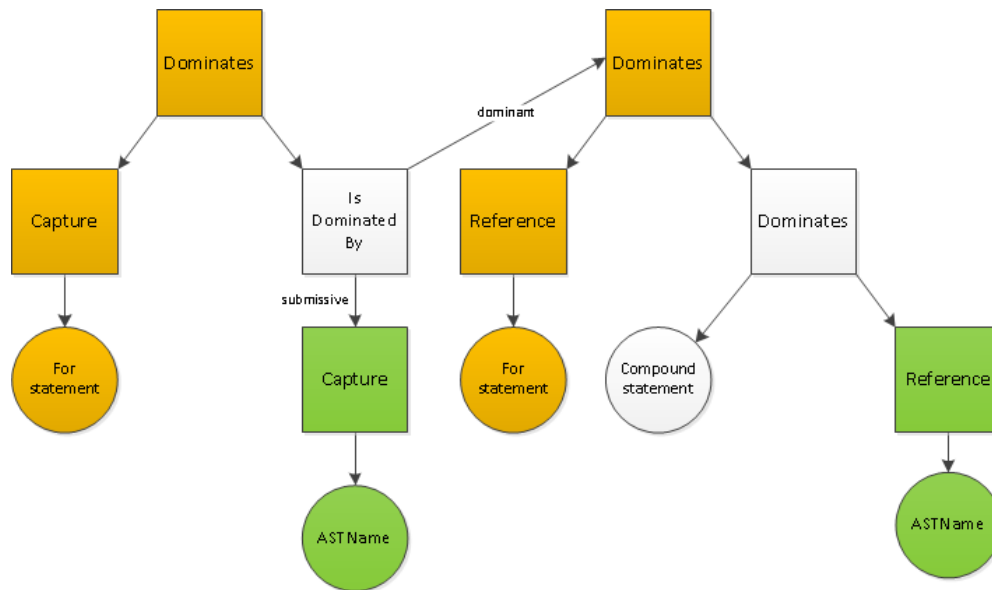 Dominates
Dominates
dominant
Capture
Is
Dominated
By
Reference
Dominates
submissive
For
statement
Capture
For
statement
Compound
statement
Reference
ASTName
ASTName